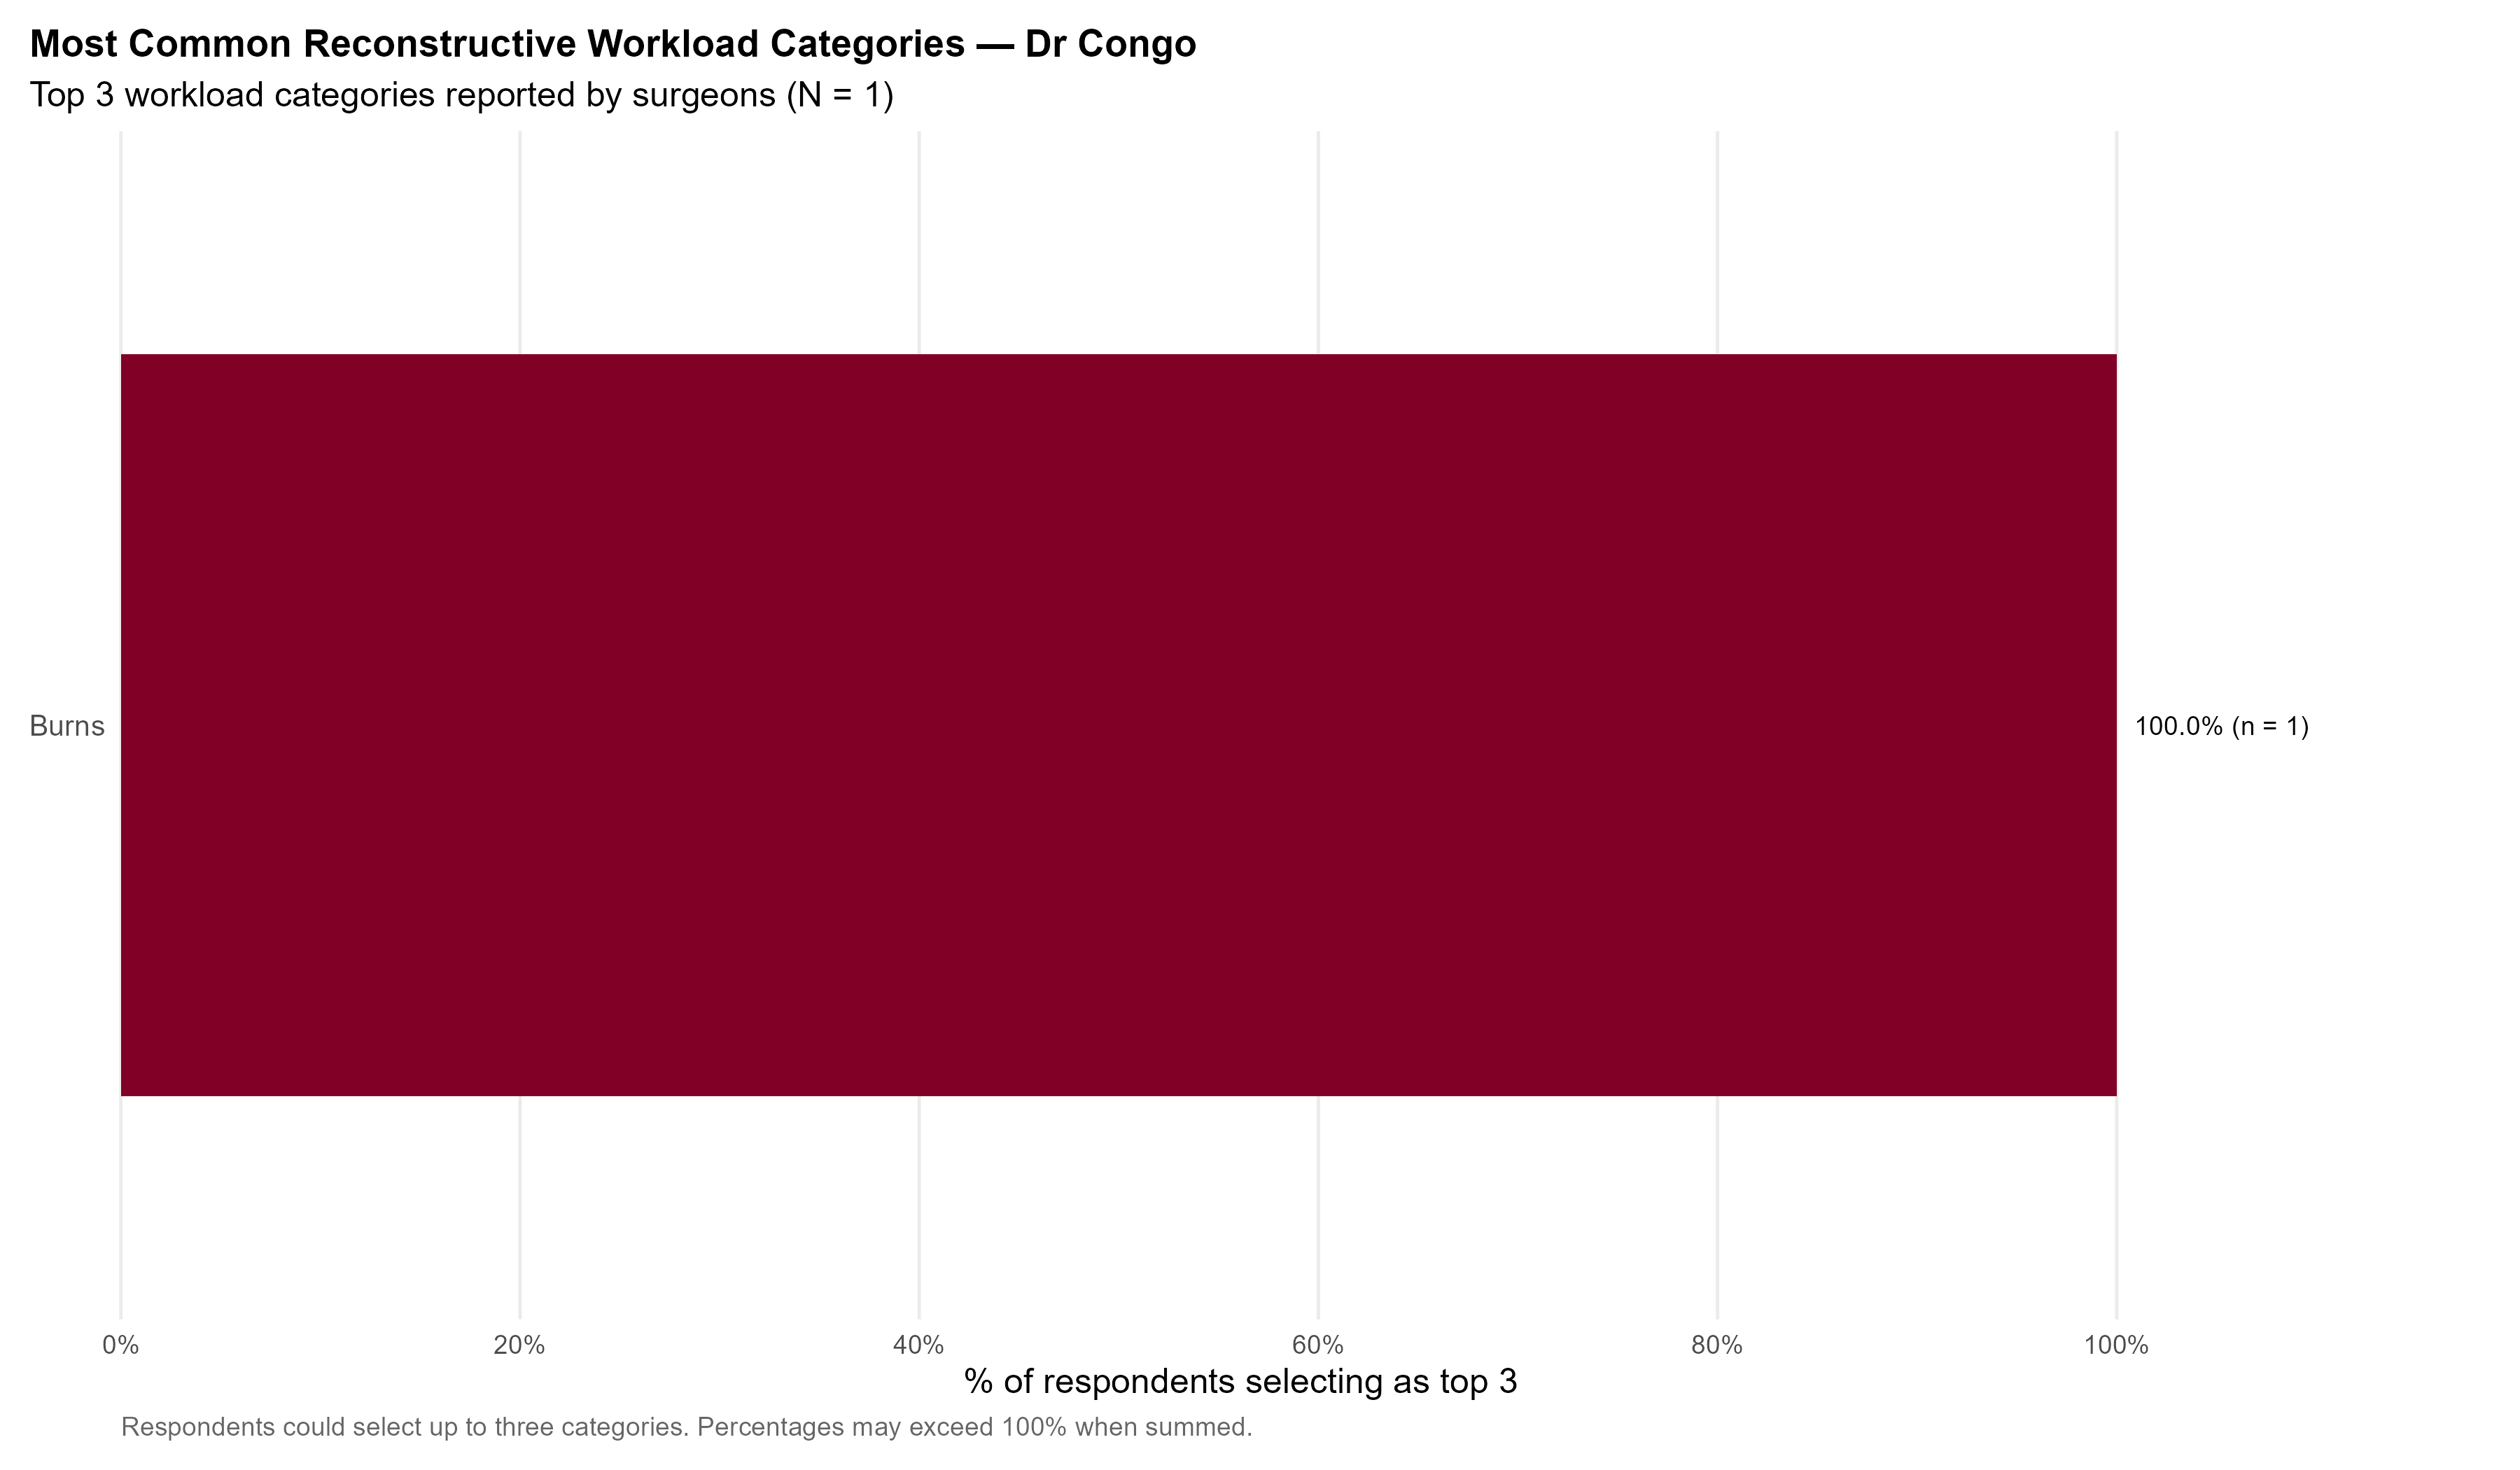 Most Common Reconstructive Workload Categories — Dr Congo
Top 3 workload categories reported by surgeons (N = 1)
Burns
100.0% (n = 1)
0%
20%
40%
60%
80%
100%
% of respondents selecting as top 3
Respondents could select up to three categories. Percentages may exceed 100% when summed.